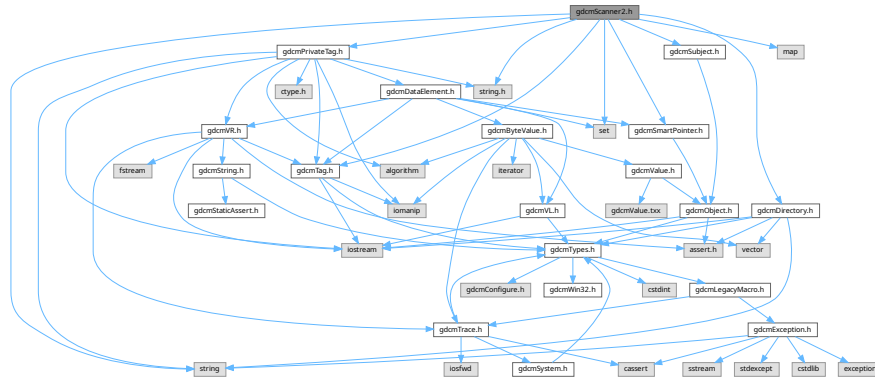 gdcmScanner2.h
gdcmPrivateTag.h
gdcmSubject.h
map
ctype.h
gdcmDataElement.h
string.h
gdcmVR.h
gdcmByteValue.h
set
gdcmSmartPointer.h
fstream
gdcmString.h
gdcmTag.h
algorithm
iterator
gdcmValue.h
gdcmStaticAssert.h
iomanip
gdcmVL.h
gdcmValue.txx
gdcmObject.h
gdcmDirectory.h
iostream
gdcmTypes.h
assert.h
vector
gdcmConfigure.h
gdcmWin32.h
cstdint
gdcmLegacyMacro.h
gdcmTrace.h
gdcmException.h
string
iosfwd
gdcmSystem.h
cassert
sstream
stdexcept
cstdlib
exception